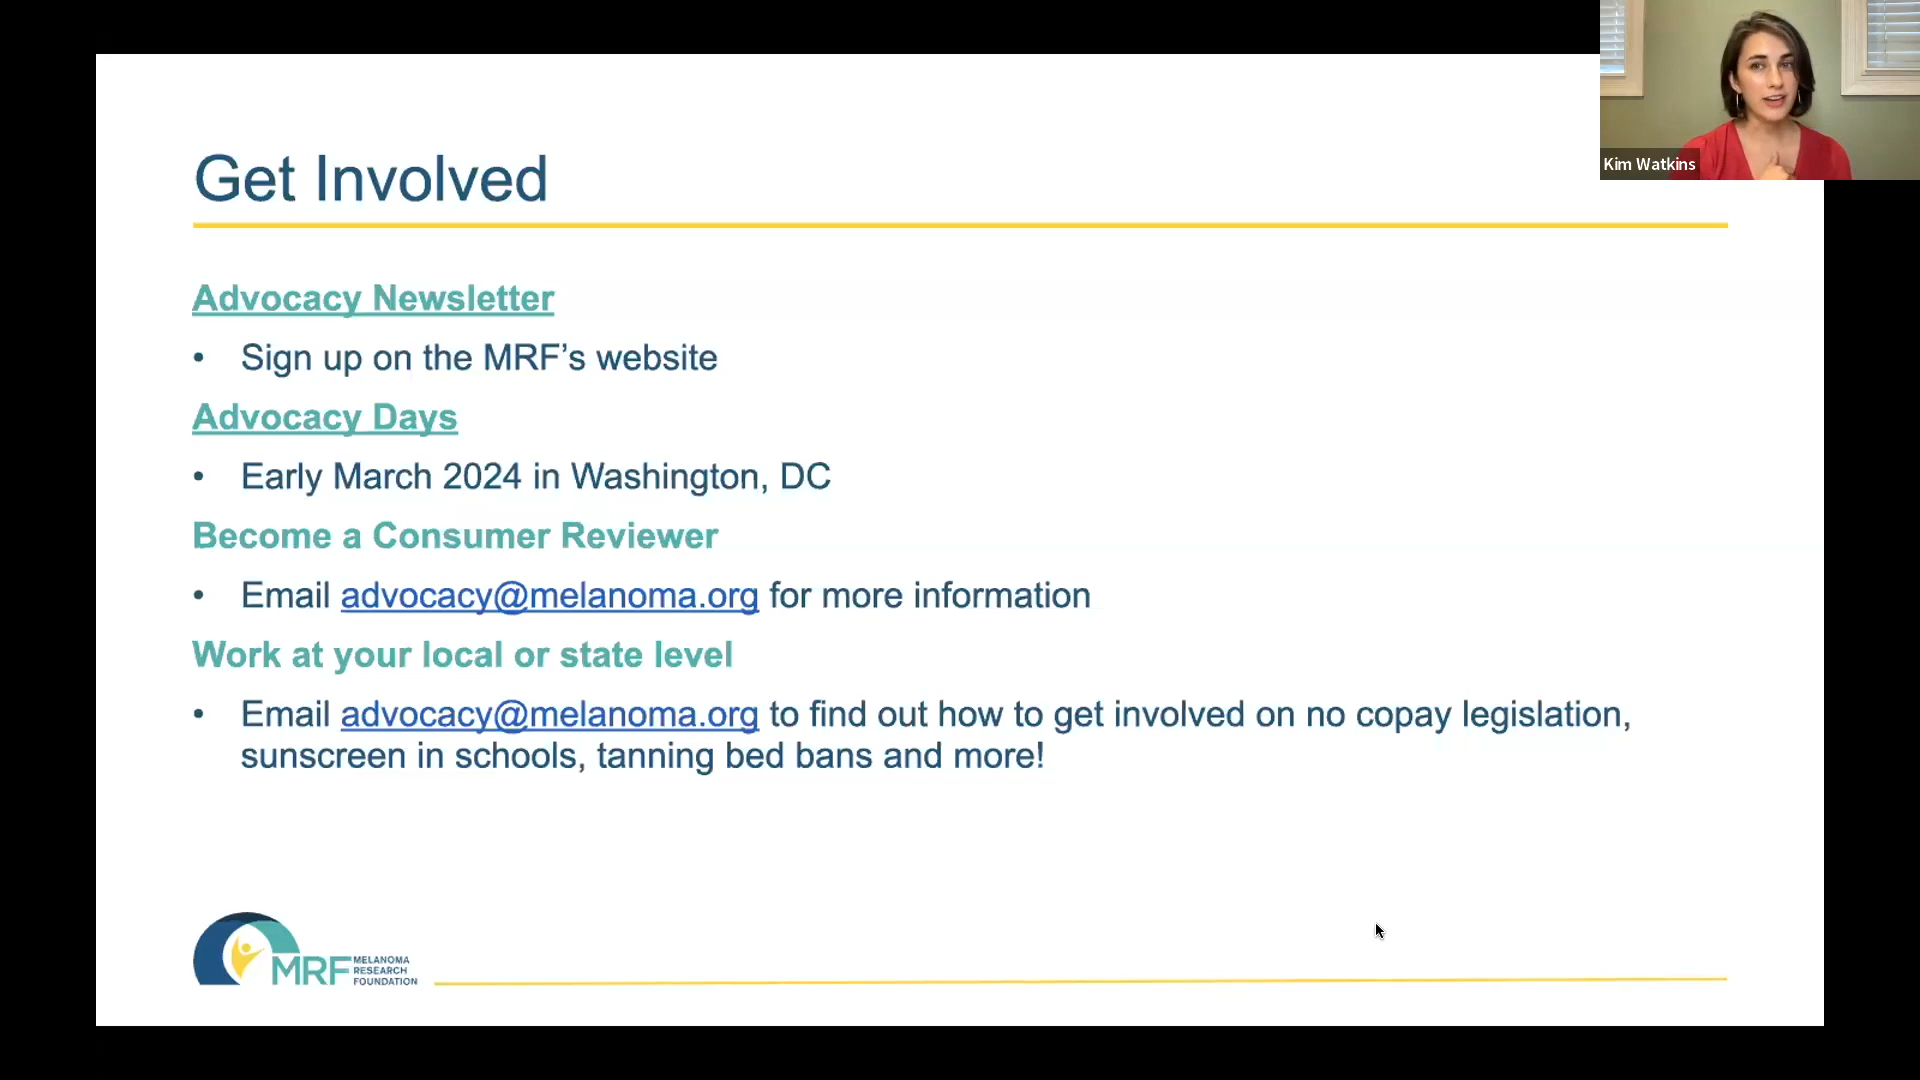 Kim Watkins
Get Involved
Advocacy Newsletter
• Sign up on the MRF’s website
Advocacy Days
• Early March 2024 in Washington, DC
Become a Consumer Reviewer
• Email advocacy@melanoma.org for more information
Work at your local or state level
• Email advocacy@melanoma.org to find out how to get involved on no copay legislation,
sunscreen in schools, tanning bed bans and more!
MRF
MELANOMA
RESEARCH
FOUNDATION